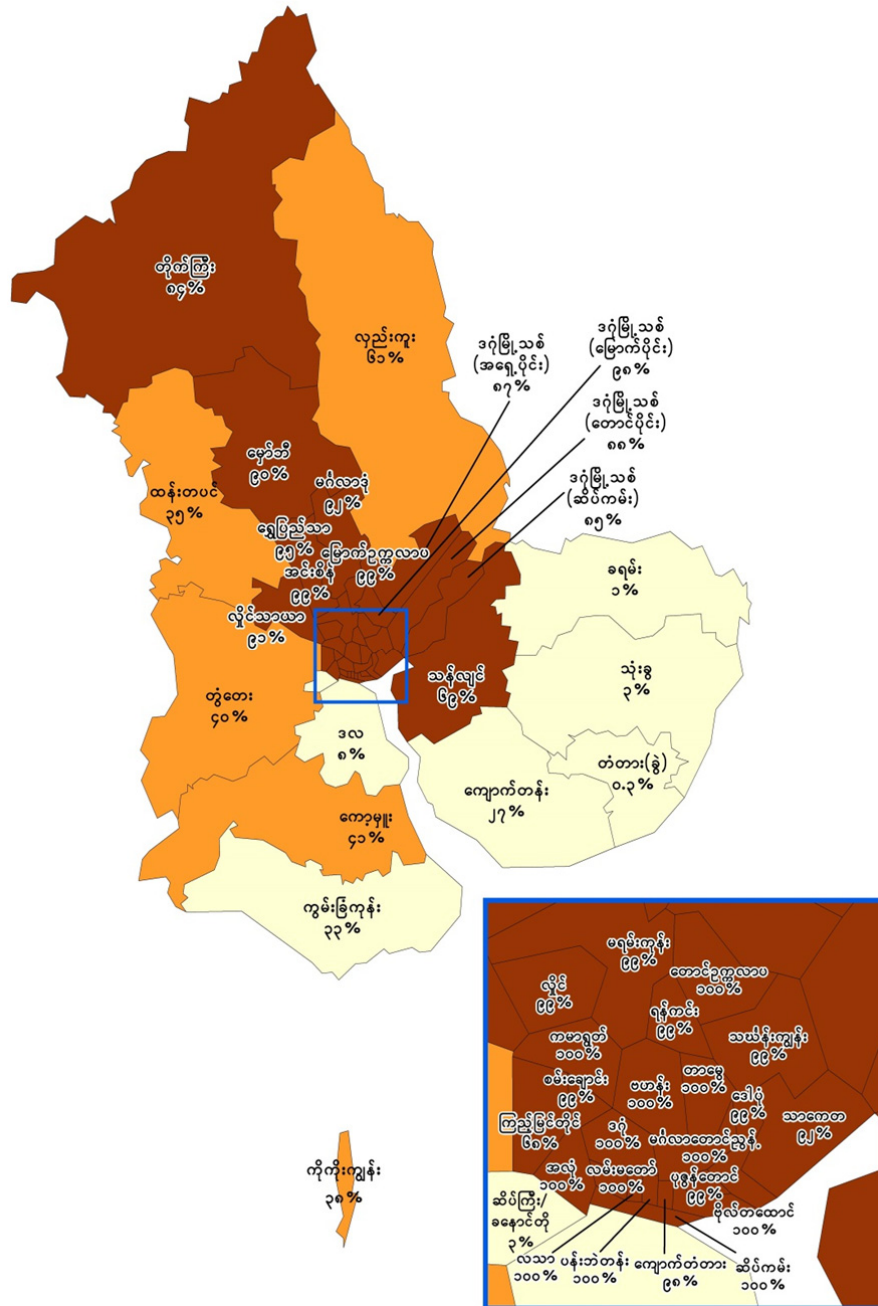 တိုက်ကြီး
၈၄%
လှည်းကူး
၆၁%
ဒဂုံမြို့သစ်
(အရှေ့ပိုင်း)
၈၇%
ဒဂုံမြို့သစ်
(မြောက်ပိုင်း)
၉၈%
ဒဂုံမြို့သစ်
(တောင်ပိုင်း)
၈၈%
ဒဂုံမြို့သစ်
(ဆိပ်ကမ်း)
၈၅%
မှော်ဘီ
၉၀%
မင်္ဂလာဒုံ
၉၂%
ထန်းတပင်
၃၅%
ရွှေပြည်သာ
၉၅%
မြောက်ဥက္ကလာပ
၉၉%
အင်းစိန်
၉၉%
လှိုင်သာယာ
၉၁%
ခရမ်း
၁%
သုံးခွ
၃%
သန်လျင်
၆၉%
တွံတေး
၄၀%
ဒလ
၈%
တံတား(ခွဲ)
၀.၃%
ကျောက်တန်း
၂၇%
ကော့မှူး
၄၁%
ကွမ်းခြံကုန်း
၃၃%
ကိုကိုးကျွန်း
၃၈%
မရမ်းကုန်း
၉၉%
တောင်ဥက္ကလာပ
၁၀၀%
လှိုင်
၉၉%
ရန်ကင်း
၉၉%
ကမာရွတ်
၁၀၀%
သင်္ဃန်းကျွန်း
၉၉%
စမ်းချောင်း
၉၉%
ဗဟန်း
၁၀၀%
တာမွေ
၁၀၀%
ဒေါပုံ
၉၉%
သာကေတ
၉၂%
ကြည့်မြင်တိုင်
၆၈%
ဒဂုံ
၁၀၀%
မင်္ဂလာတောင်ညွန့်
၁၀၀%
အလုံ
၁၀၀%
လမ်းမတော်
၁၀၀%
ပုဇွန်တောင်
၉၉%
ဗိုလ်တထောင်
၁၀၀%
ဆိပ်ကြီး/
ခနောင်တို
၃%
လသာ
၁၀၀%
ပန်းဘဲတန်း
၁၀၀%
ကျောက်တံတား
၉၈%
ဆိပ်ကမ်း
၁၀၀%